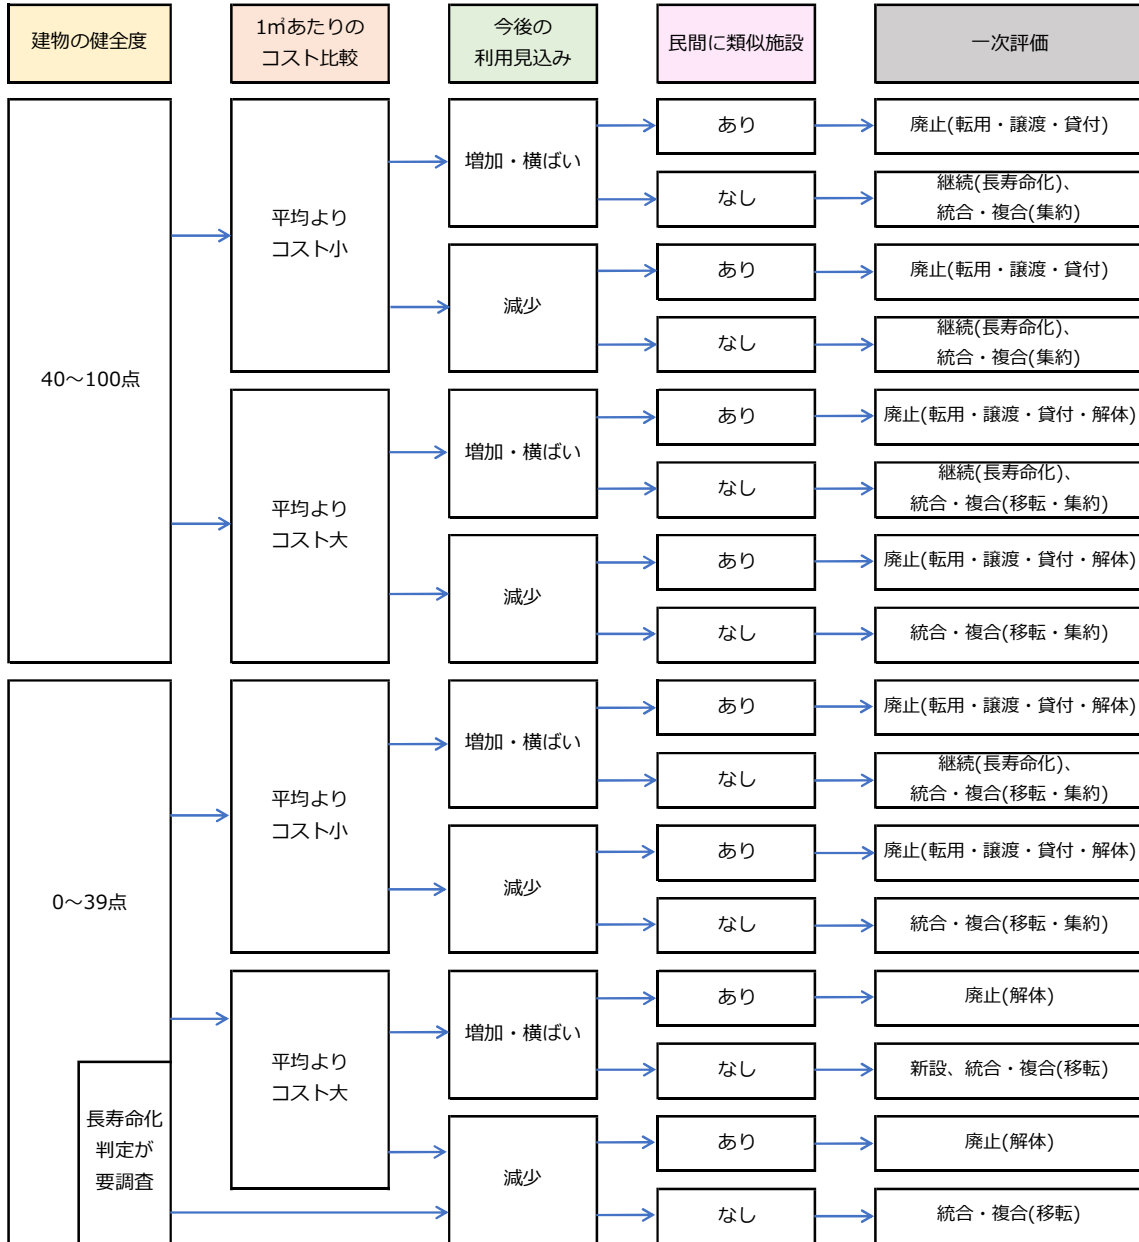 建物の健全度
1㎡あたりの
コスト比較
今後の
利用見込み
民間に類似施設
一次評価
40～100点
平均より
コスト小
増加・横ばい
あり
廃止(転用・譲渡・貸付)
なし
継続(長寿命化)、
統合・複合(集約)
減少
あり
廃止(転用・譲渡・貸付)
なし
継続(長寿命化)、
統合・複合(集約)
平均より
コスト大
増加・横ばい
あり
廃止(転用・譲渡・貸付・解体)
なし
継続(長寿命化)、
統合・複合(移転・集約)
減少
あり
廃止(転用・譲渡・貸付・解体)
なし
統合・複合(移転・集約)
0～39点
平均より
コスト小
増加・横ばい
あり
廃止(転用・譲渡・貸付・解体)
なし
継続(長寿命化)、
統合・複合(移転・集約)
減少
あり
廃止(転用・譲渡・貸付・解体)
なし
統合・複合(移転・集約)
平均より
コスト大
増加・横ばい
あり
廃止(解体)
なし
新設、統合・複合(移転)
長寿命化
判定が
要調査
減少
あり
廃止(解体)
なし
統合・複合(移転)